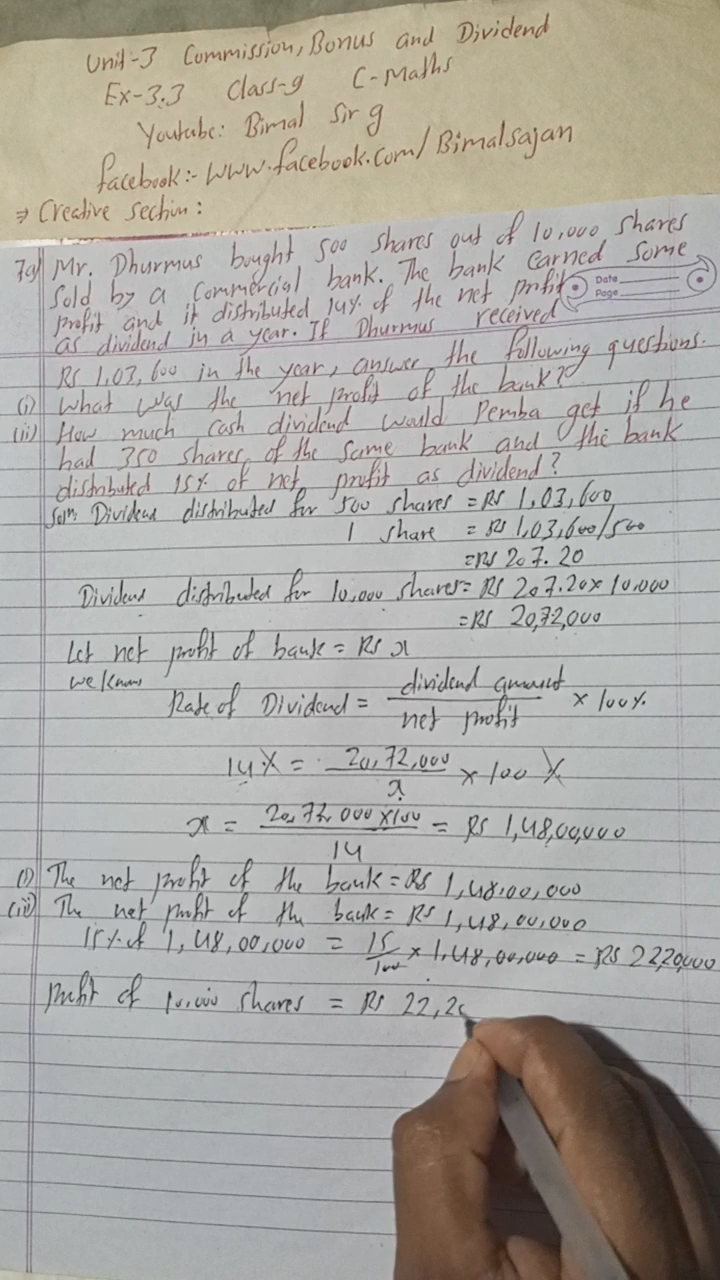 Unit-3 Commission, Bonus and Dividend
Ex-3.3 Class-9 C-Maths
Youtube: Bimal Sir g
facebook:- www.facebook.com/Bimalsajan
⇒ Creative section:
7a) Mr. Dhurmus bought 500 shares out of 10,000 shares
sold by a commercial bank. The bank earned some
profit and it distributed 14% of the net profit
Date
Page
as dividend in a year. If Dhurmus received
RS 1,03,600 in the year, answer the following questions.
(i) What was the net profit of the bank?
(ii) How much cash dividend would Pemba get if he
had 350 shares of the same bank and the bank
distributed 15% of net profit as dividend?
Soln: Dividend distributed for 500 shares = RS 1,03,600
1 share = RS 1,03,600/500
= RS 207.20
Dividend distributed for 10,000 shares = RS 207.20 × 10,000
= RS 20,72,000
Let net profit of bank = Rs x
we know
Rate of Dividend = dividend amount / net profit × 100%
14% = 20,72,000 / x × 100 %
x = 20,72,000 × 100 / 14 = RS 1,48,00,000
(i) The net profit of the bank = RS 1,48,00,000
(ii) The net profit of the bank = RS 1,48,00,000
15% of 1,48,00,000 = 15/100 × 1,48,00,000 = RS 2220,000
Profit of 10,000 shares = RS 22,20